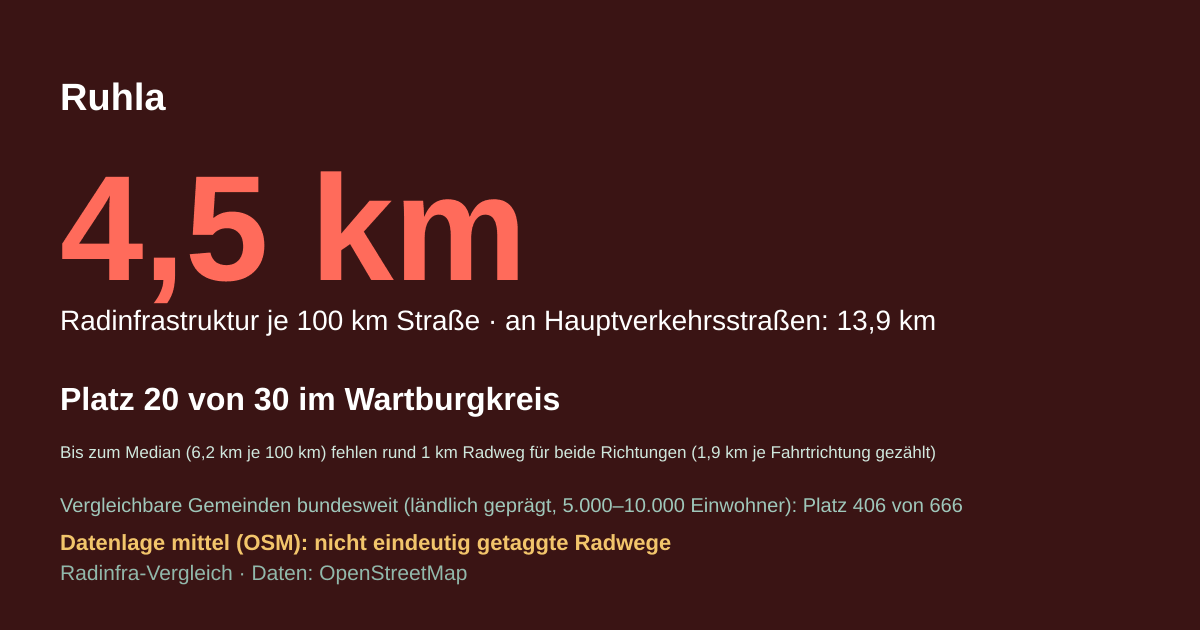 Ruhla
4,5 km
Radinfrastruktur je 100 km Straße · an Hauptverkehrsstraßen: 13,9 km
Platz 20 von 30 im Wartburgkreis
Bis zum Median (6,2 km je 100 km) fehlen rund 1 km Radweg für beide Richtungen (1,9 km je Fahrtrichtung gezählt)
Vergleichbare Gemeinden bundesweit (ländlich geprägt, 5.000–10.000 Einwohner): Platz 406 von 666
Datenlage mittel (OSM): nicht eindeutig getaggte Radwege
Radinfra-Vergleich · Daten: OpenStreetMap